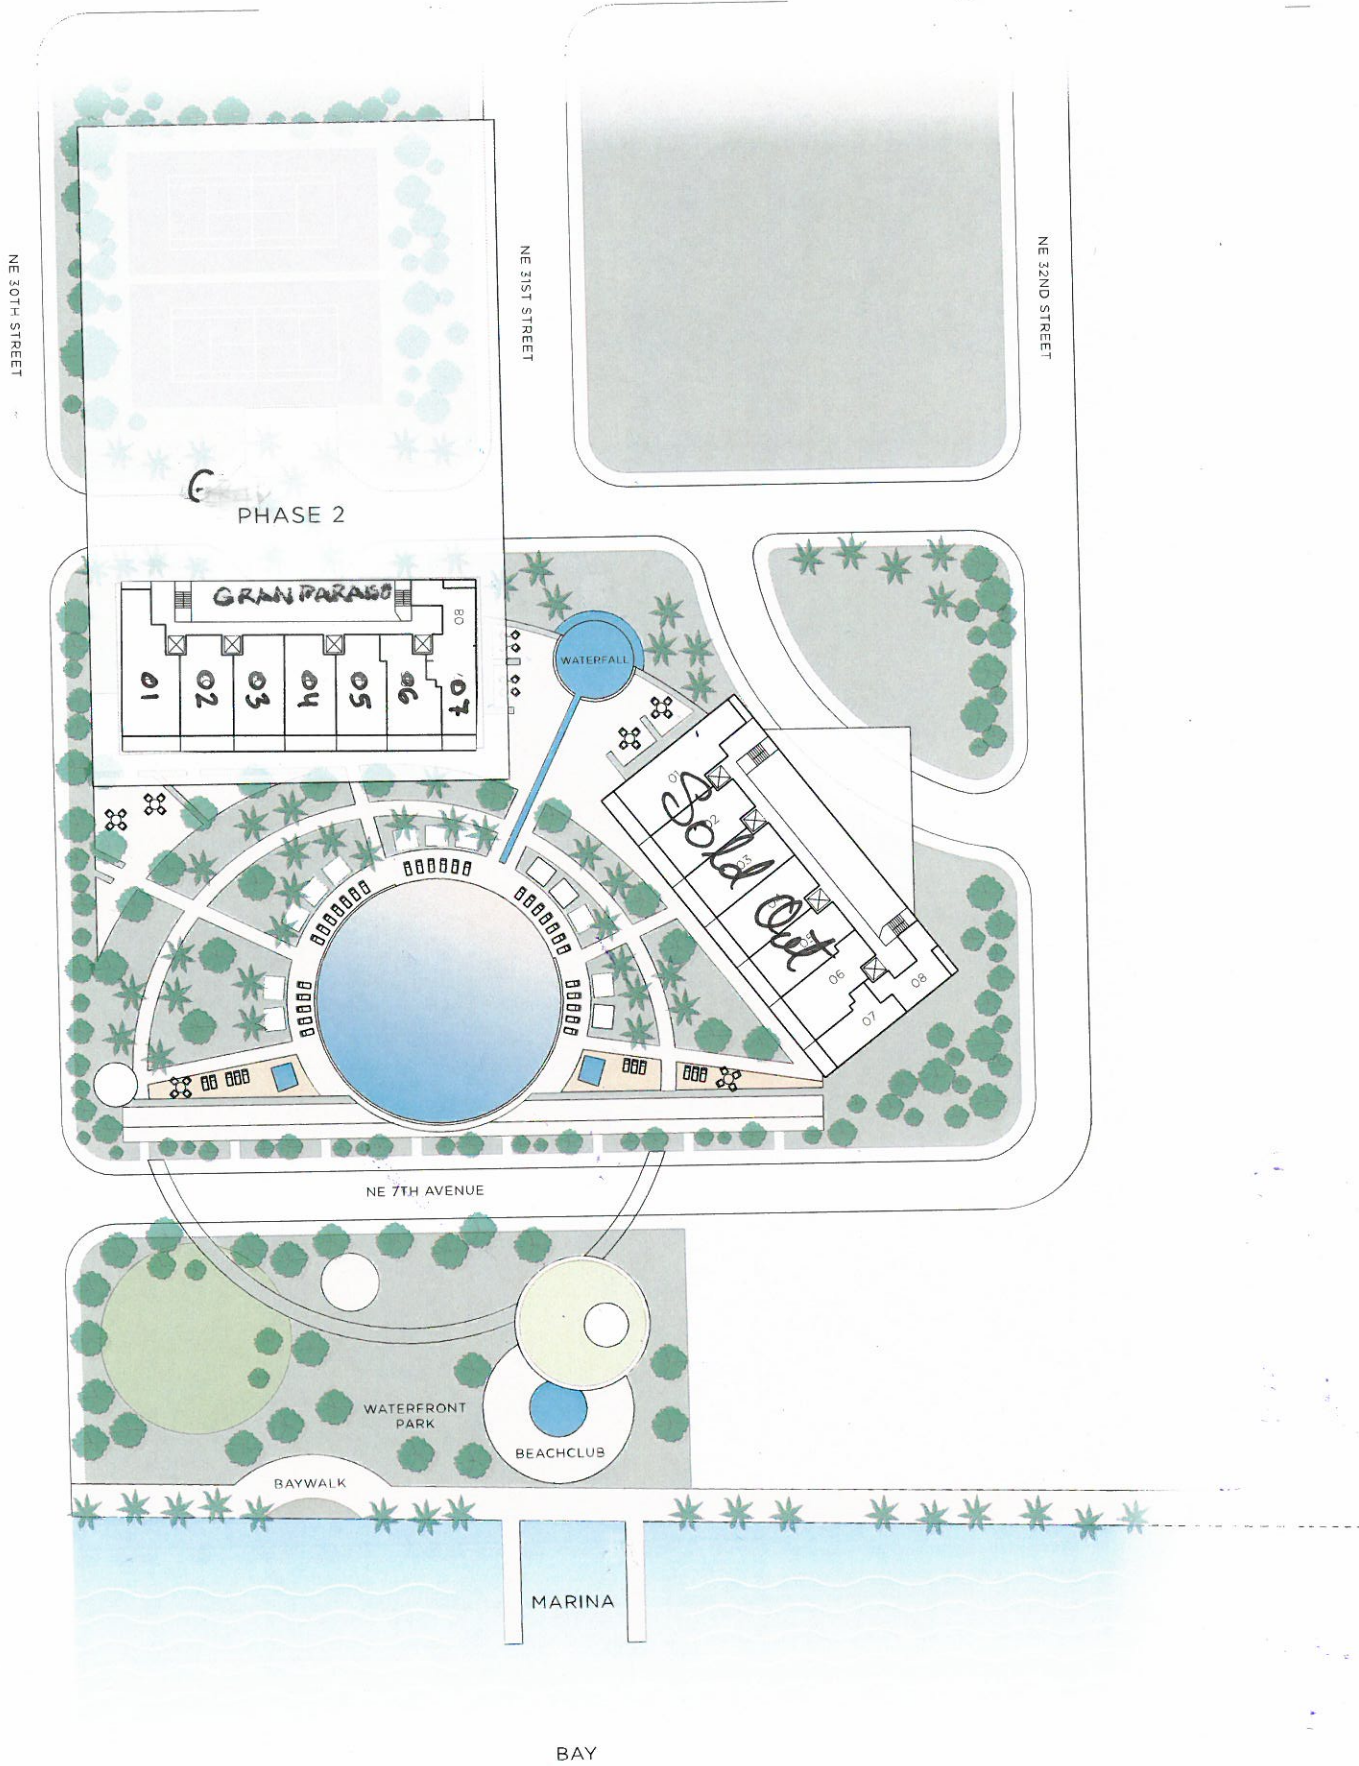 NE 30TH STREET
NE 31ST STREET
NE 32ND STREET
G
PHASE 2
GRAN PARAISO
08
01
02
03
04
05
06
07
WATERFALL
01
02
03
05
06
07
08
Sold
Out
NE 7TH AVENUE
WATERFRONT
PARK
BEACHCLUB
BAYWALK
MARINA
BAY